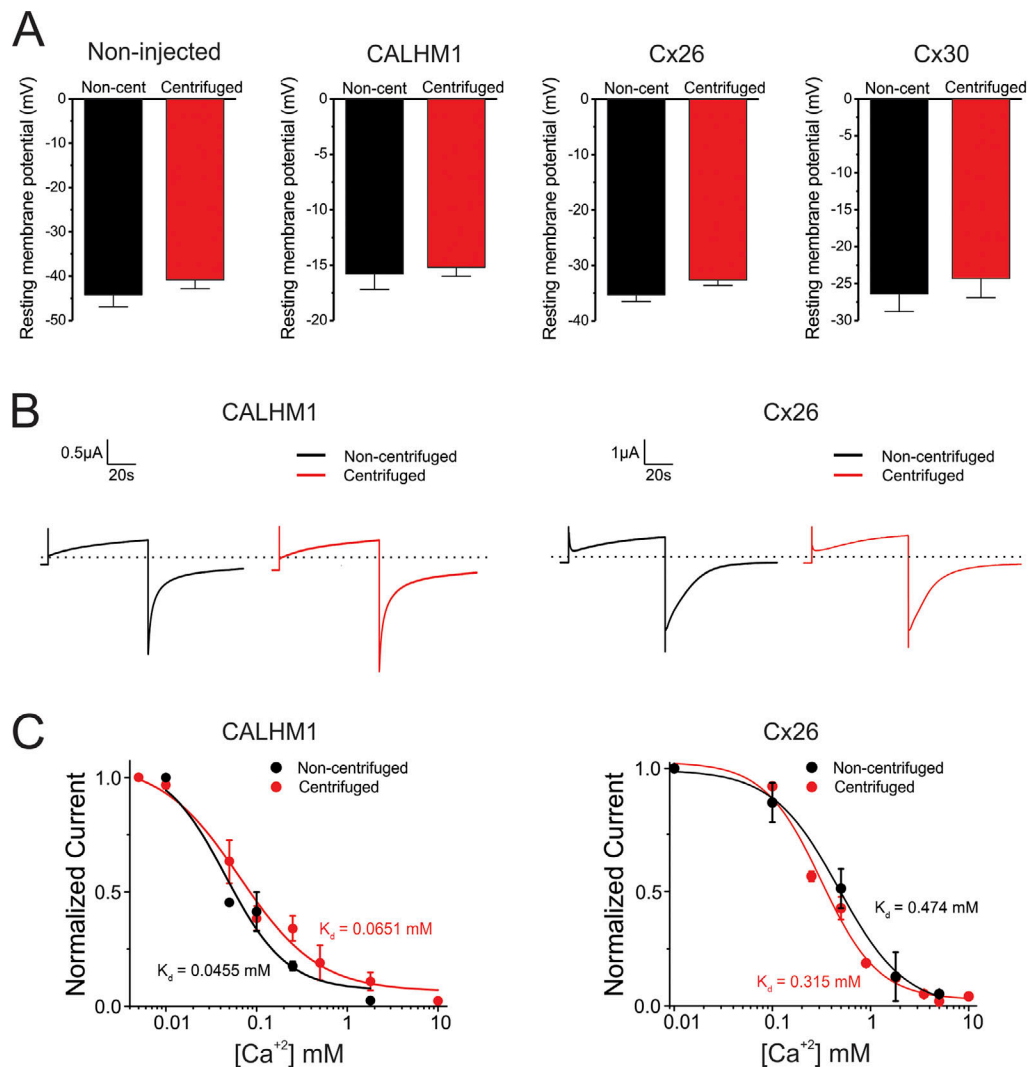 A
Non-injected
CALHM1
Cx26
Cx30
Non-cent Centrifuged
Non-cent Centrifuged
Non-cent Centrifuged
Non-cent Centrifuged
Resting membrane potential (mV)
0
-10
-20
-30
-40
-50
Resting membrane potential (mV)
0
-5
-10
-15
-20
Resting membrane potential (mV)
0
-10
-20
-30
-40
Resting membrane potential (mV)
0
-5
-10
-15
-20
-25
-30
B
CALHM1
0.5µA
20s
Non-centrifuged
Centrifuged
Cx26
1µA
20s
Non-centrifuged
Centrifuged
C
CALHM1
Non-centrifuged
Centrifuged
Normalized Current
1.0
0.5
0.0
Kd = 0.0651 mM
Kd = 0.0455 mM
0.01 0.1 1 10
[Ca+2] mM
Cx26
Non-centrifuged
Centrifuged
Normalized Current
1.0
0.5
0.0
Kd = 0.474 mM
Kd = 0.315 mM
0.01 0.1 1 10
[Ca+2] mM